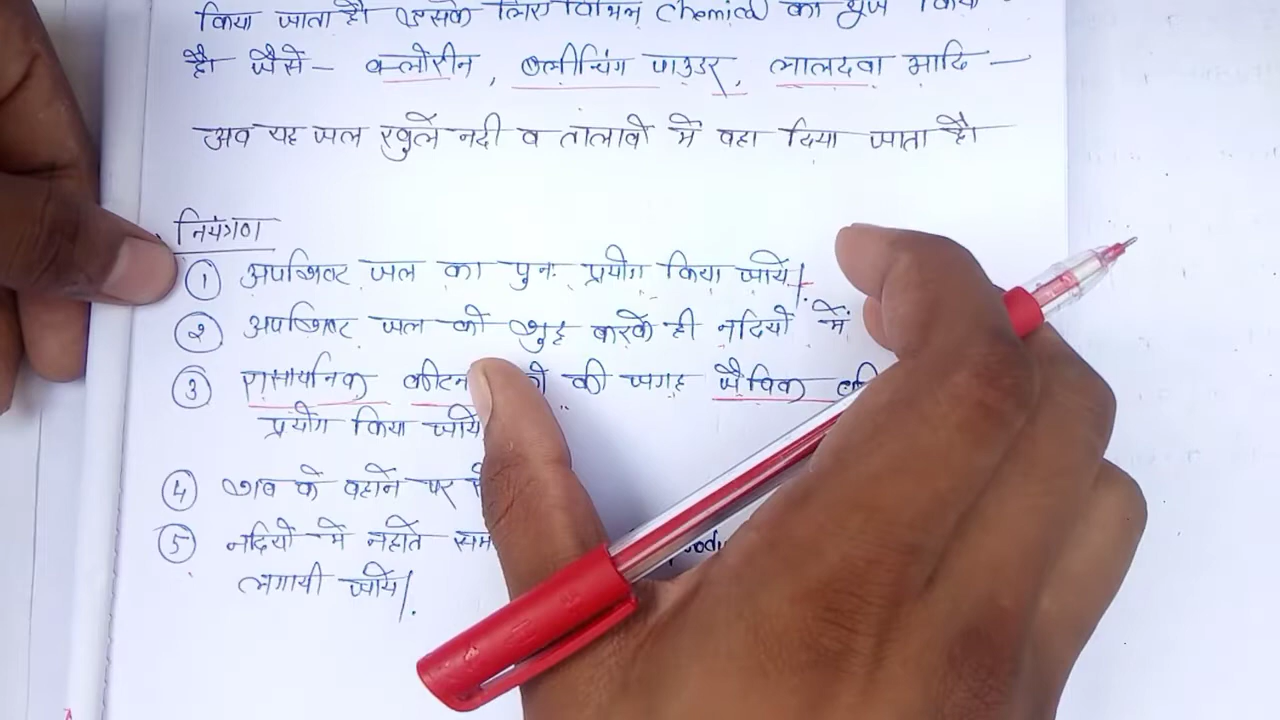 किया जाता है। इसके लिए विभिन्न Chemical का यूज किया
है। जैसे- क्लोरीन, ब्लीचिंग पाउडर, लालदवा आदि -
अब यह जल खुले नदी व तालाबो में बहा दिया जाता है।
नियंत्रण
① अपशिष्ट जल का पुनः प्रयोग किया जाये।
② अपशिष्ट जल को शुद्ध करके ही नदियों में
③ रासायनिक की जगह जैविक
प्रयोग किया जाये
④ शव के बहाने पर
⑤ नदियों में नहाते
लगायी जाये।